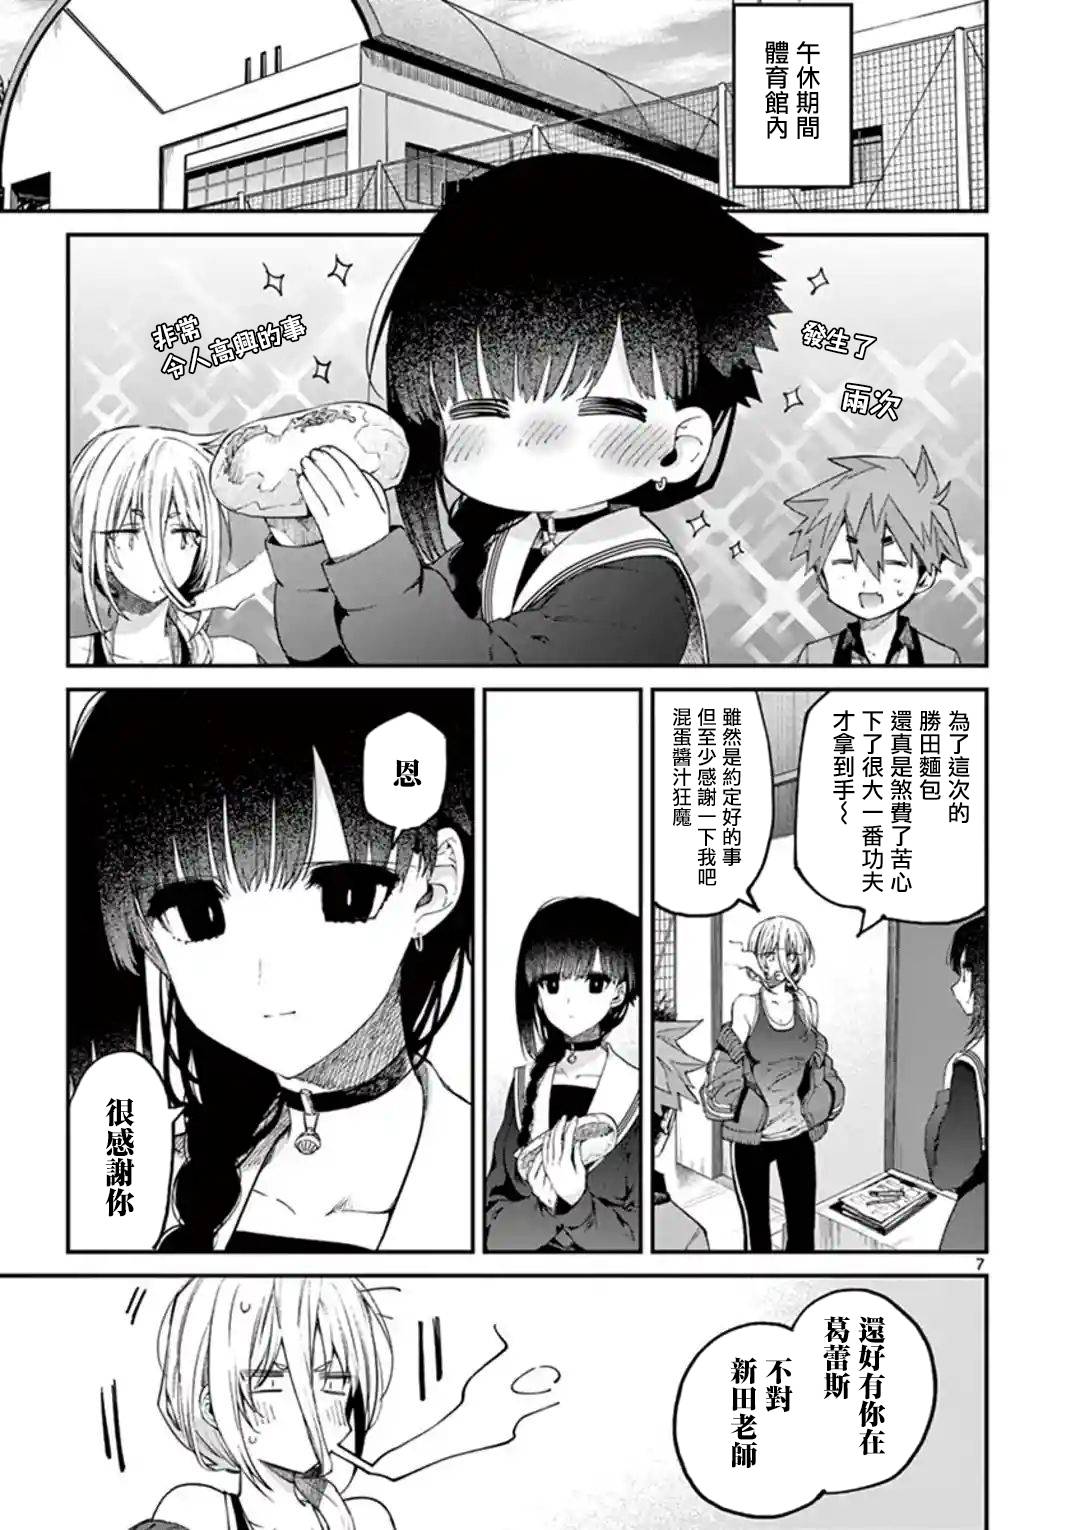 午休期間
體育館內
發生了
兩次
非常
令人高興的事
為了這次的
勝田麵包
還真是煞費了苦心
下了很大一番功夫
才拿到手~
雖然是約定好的事
但至少感謝一下我吧
混蛋醬汁狂魔
恩
很感謝你
7
還好有你在
葛蕾斯
不對
新田老師